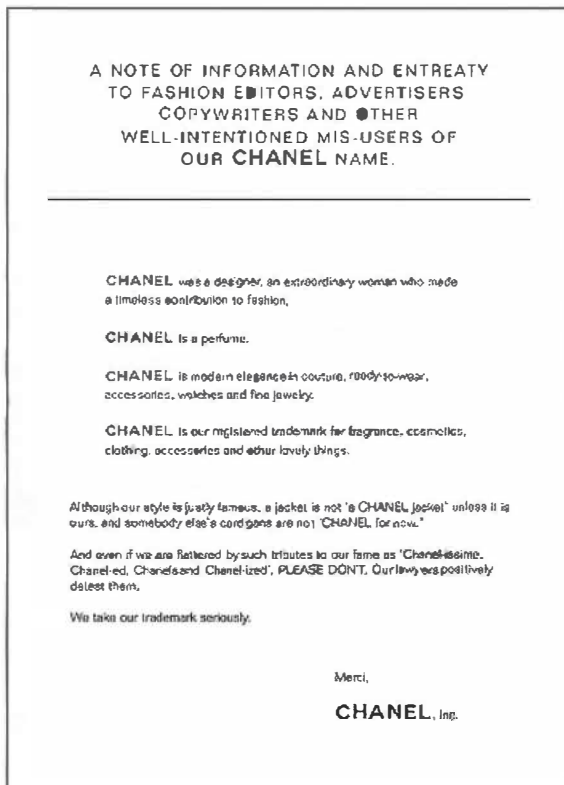 A NOTE OF INFORMATION AND ENTREATY
TO FASHION EDITORS, ADVERTISERS
COPYWRITERS AND OTHER
WELL-INTENTIONED MIS-USERS OF
OUR CHANEL NAME.
CHANEL was a designer, an extraordinary woman who made
a timeless contribution to fashion.
CHANEL is a perfume.
CHANEL is modern elegance in couture, ready-to-wear,
accessories, watches and fine jewelry.
CHANEL is our registered trademark for fragrance, cosmetics,
clothing, accessories and other lovely things.
Although our style is justly famous, a jacket is not 'a CHANEL jacket' unless it is
ours, and somebody else's cardigans are not 'CHANEL for now.'
And even if we are flattered by such tributes to our fame as 'Chanel-issime,
Chanel-ed, Chanels and Chanel-ized', PLEASE DON'T. Our lawyers positively
detest them.
We take our trademark seriously.
Merci,
CHANEL, Inc.